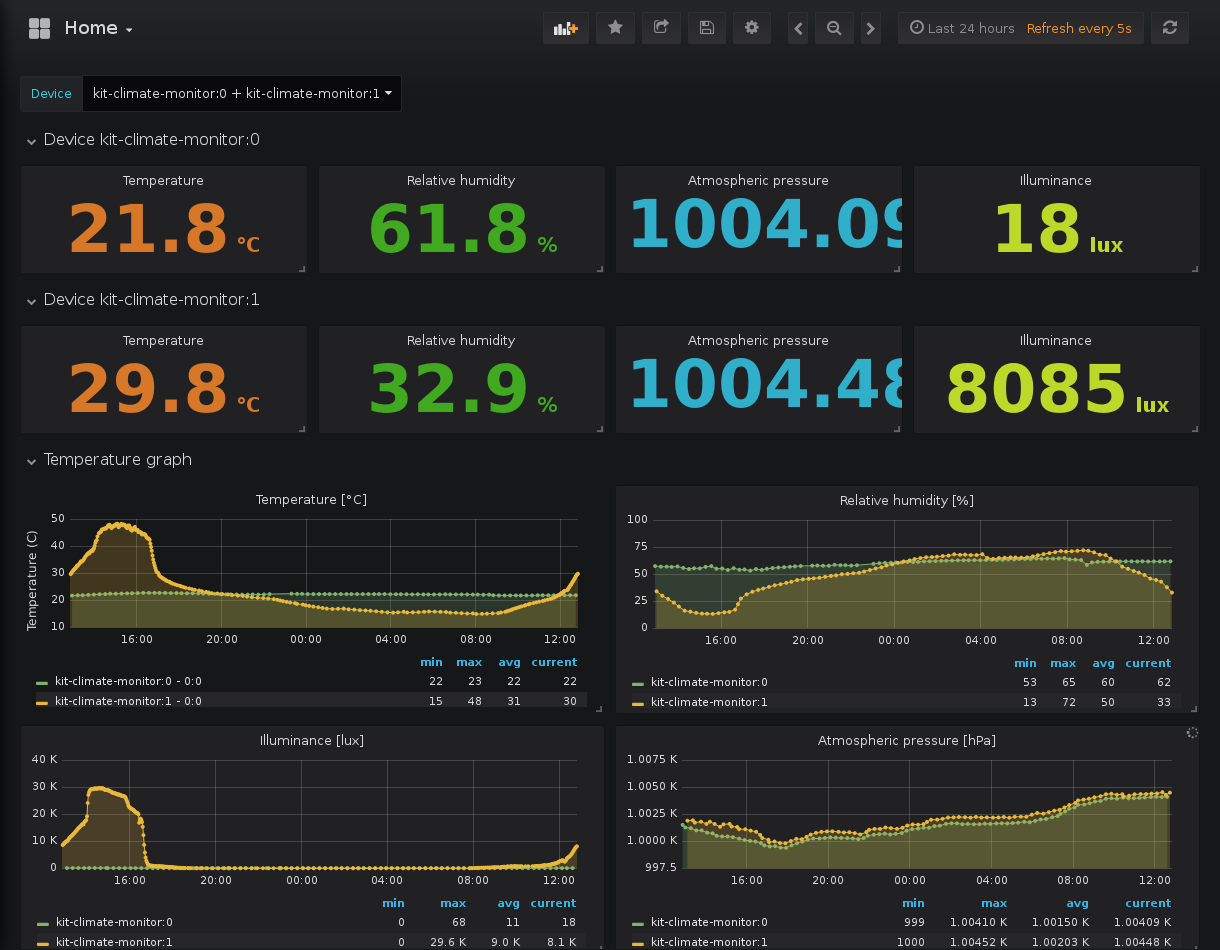 Home
Last 24 hours Refresh every 5s
Device kit-climate-monitor:0 + kit-climate-monitor:1
Device kit-climate-monitor:0
Temperature Relative humidity Atmospheric pressure Illuminance
21.8 °C 61.8 % 1004.09 18 lux
Device kit-climate-monitor:1
Temperature Relative humidity Atmospheric pressure Illuminance
29.8 °C 32.9 % 1004.48 8085 lux
Temperature graph
Temperature [°C]
Temperature (C)
50
40
30
20
10
16:00 20:00 00:00 04:00 08:00 12:00
min max avg current
kit-climate-monitor:0 - 0:0 22 23 22 22
kit-climate-monitor:1 - 0:0 15 48 31 30
Relative humidity [%]
100
75
50
25
0
16:00 20:00 00:00 04:00 08:00 12:00
min max avg current
kit-climate-monitor:0 53 65 60 62
kit-climate-monitor:1 13 72 50 33
Illuminance [lux]
40 K
30 K
20 K
10 K
0
16:00 20:00 00:00 04:00 08:00 12:00
min max avg current
kit-climate-monitor:0 0 68 11 18
kit-climate-monitor:1 0 29.6 K 9.0 K 8.1 K
Atmospheric pressure [hPa]
1.0075 K
1.0050 K
1.0025 K
1.0000 K
997.5
16:00 20:00 00:00 04:00 08:00 12:00
min max avg current
kit-climate-monitor:0 999 1.00410 K 1.00150 K 1.00409 K
kit-climate-monitor:1 1000 1.00452 K 1.00203 K 1.00448 K